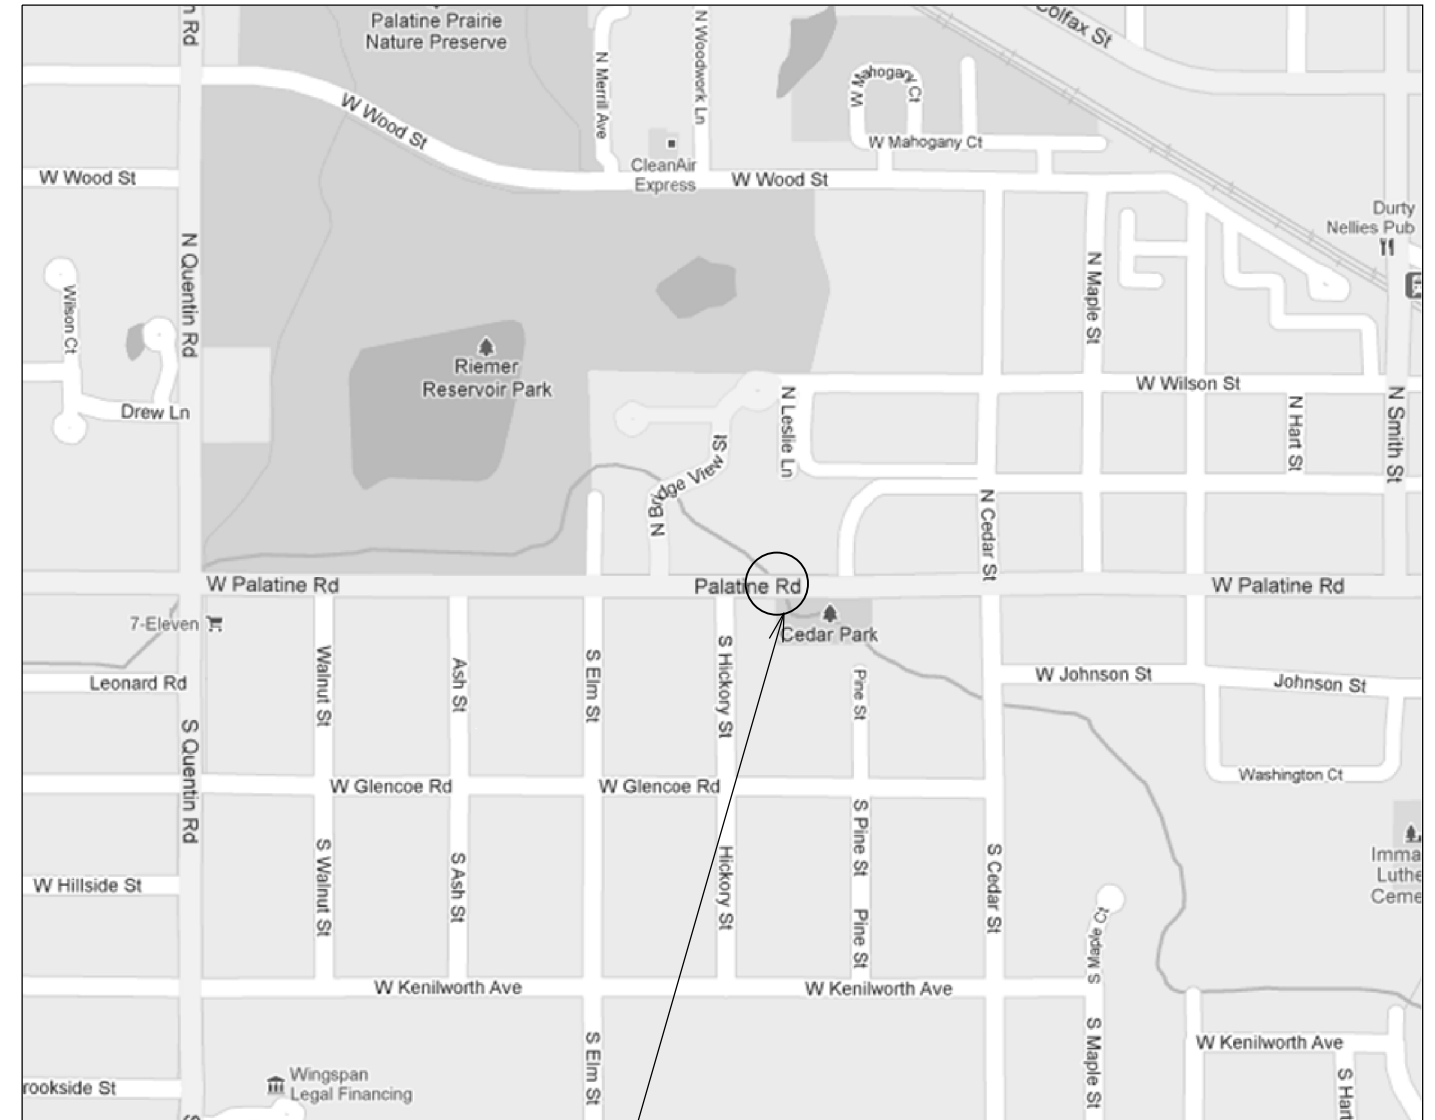 n Rd
Palatine Prairie
Nature Preserve
N Merrill Ave
N Woodwork Ln
Colfax St
W Mahogany Ct
W Wood St
W Mahogany Ct
CleanAir
Express
W Wood St
W Wood St
Durty
Nellies Pub
N Quentin Rd
Wilson Ct
N Maple St
Riemer
Reservoir Park
W Wilson St
Drew Ln
N Leslie Ln
N Hart St
N Smith St
N Bridge View St
N Cedar St
W Palatine Rd
Palatine Rd
W Palatine Rd
7-Eleven
Cedar Park
Leonard Rd
Walnut St
Ash St
S Elm St
S Hickory St
Pine St
W Johnson St
Johnson St
S Quentin Rd
W Glencoe Rd
W Glencoe Rd
Washington Ct
S Walnut St
S Ash St
Hickory St
S Pine St
Pine St
S Cedar St
Imma
Luthe
Ceme
W Hillside St
S Maple Ct
W Kenilworth Ave
W Kenilworth Ave
S Elm St
S Maple St
W Kenilworth Ave
rookside St
Wingspan
Legal Financing
S Hart
S